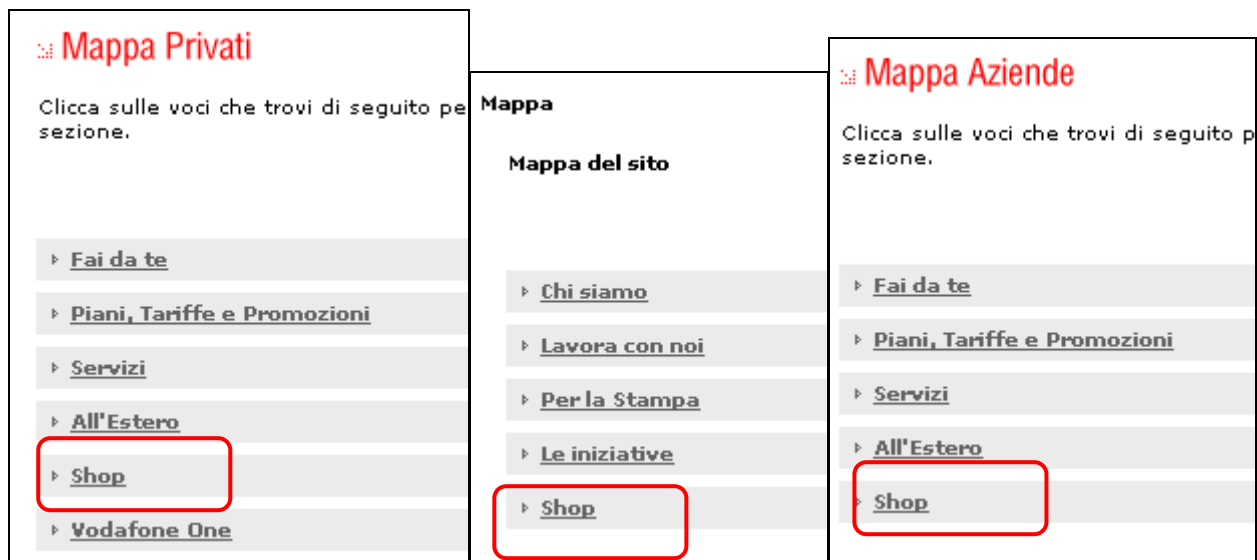 Mappa Privati
Clicca sulle voci che trovi di seguito pe
sezione.
Fai da te
Piani, Tariffe e Promozioni
Servizi
All'Estero
Shop
Vodafone One
Mappa
Mappa del sito
Chi siamo
Lavora con noi
Per la Stampa
Le iniziative
Shop
Mappa Aziende
Clicca sulle voci che trovi di seguito p
sezione.
Fai da te
Piani, Tariffe e Promozioni
Servizi
All'Estero
Shop